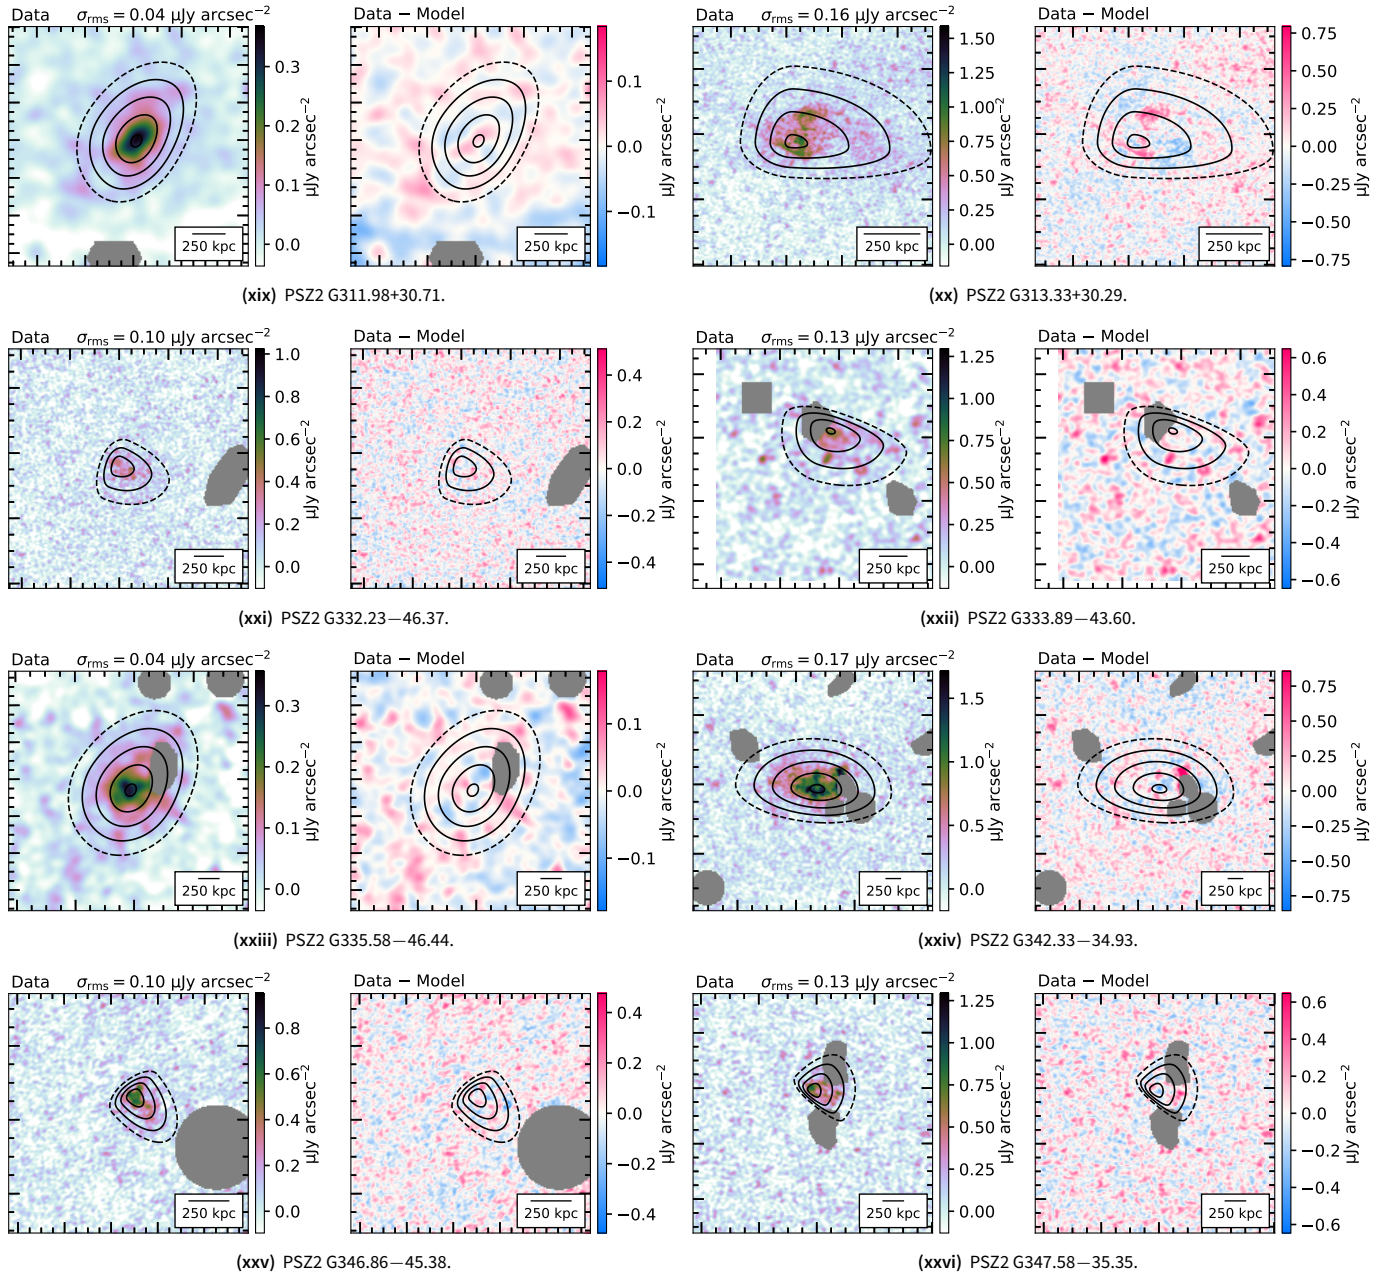 Data σrms = 0.04 µJy arcsec−2 Data − Model
0.3
0.2
0.1
0.0
µJy arcsec−2
250 kpc
0.1
0.0
−0.1
µJy arcsec−2
250 kpc
(xix) PSZ2 G311.98+30.71.
Data σrms = 0.16 µJy arcsec−2 Data − Model
1.50
1.25
1.00
0.75
0.50
0.25
0.00
µJy arcsec−2
250 kpc
0.75
0.50
0.25
0.00
−0.25
−0.50
−0.75
µJy arcsec−2
250 kpc
(xx) PSZ2 G313.33+30.29.
Data σrms = 0.10 µJy arcsec−2 Data − Model
1.0
0.8
0.6
0.4
0.2
0.0
µJy arcsec−2
250 kpc
0.4
0.2
0.0
−0.2
−0.4
µJy arcsec−2
250 kpc
(xxi) PSZ2 G332.23−46.37.
Data σrms = 0.13 µJy arcsec−2 Data − Model
1.25
1.00
0.75
0.50
0.25
0.00
µJy arcsec−2
250 kpc
0.6
0.4
0.2
0.0
−0.2
−0.4
−0.6
µJy arcsec−2
250 kpc
(xxii) PSZ2 G333.89−43.60.
Data σrms = 0.04 µJy arcsec−2 Data − Model
0.3
0.2
0.1
0.0
µJy arcsec−2
250 kpc
0.1
0.0
−0.1
µJy arcsec−2
250 kpc
(xxiii) PSZ2 G335.58−46.44.
Data σrms = 0.17 µJy arcsec−2 Data − Model
1.5
1.0
0.5
0.0
µJy arcsec−2
250 kpc
0.75
0.50
0.25
0.00
−0.25
−0.50
−0.75
µJy arcsec−2
250 kpc
(xxiv) PSZ2 G342.33−34.93.
Data σrms = 0.10 µJy arcsec−2 Data − Model
0.8
0.6
0.4
0.2
0.0
µJy arcsec−2
250 kpc
0.4
0.2
0.0
−0.2
−0.4
µJy arcsec−2
250 kpc
(xxv) PSZ2 G346.86−45.38.
Data σrms = 0.13 µJy arcsec−2 Data − Model
1.25
1.00
0.75
0.50
0.25
0.00
µJy arcsec−2
250 kpc
0.6
0.4
0.2
0.0
−0.2
−0.4
−0.6
µJy arcsec−2
250 kpc
(xxvi) PSZ2 G347.58−35.35.